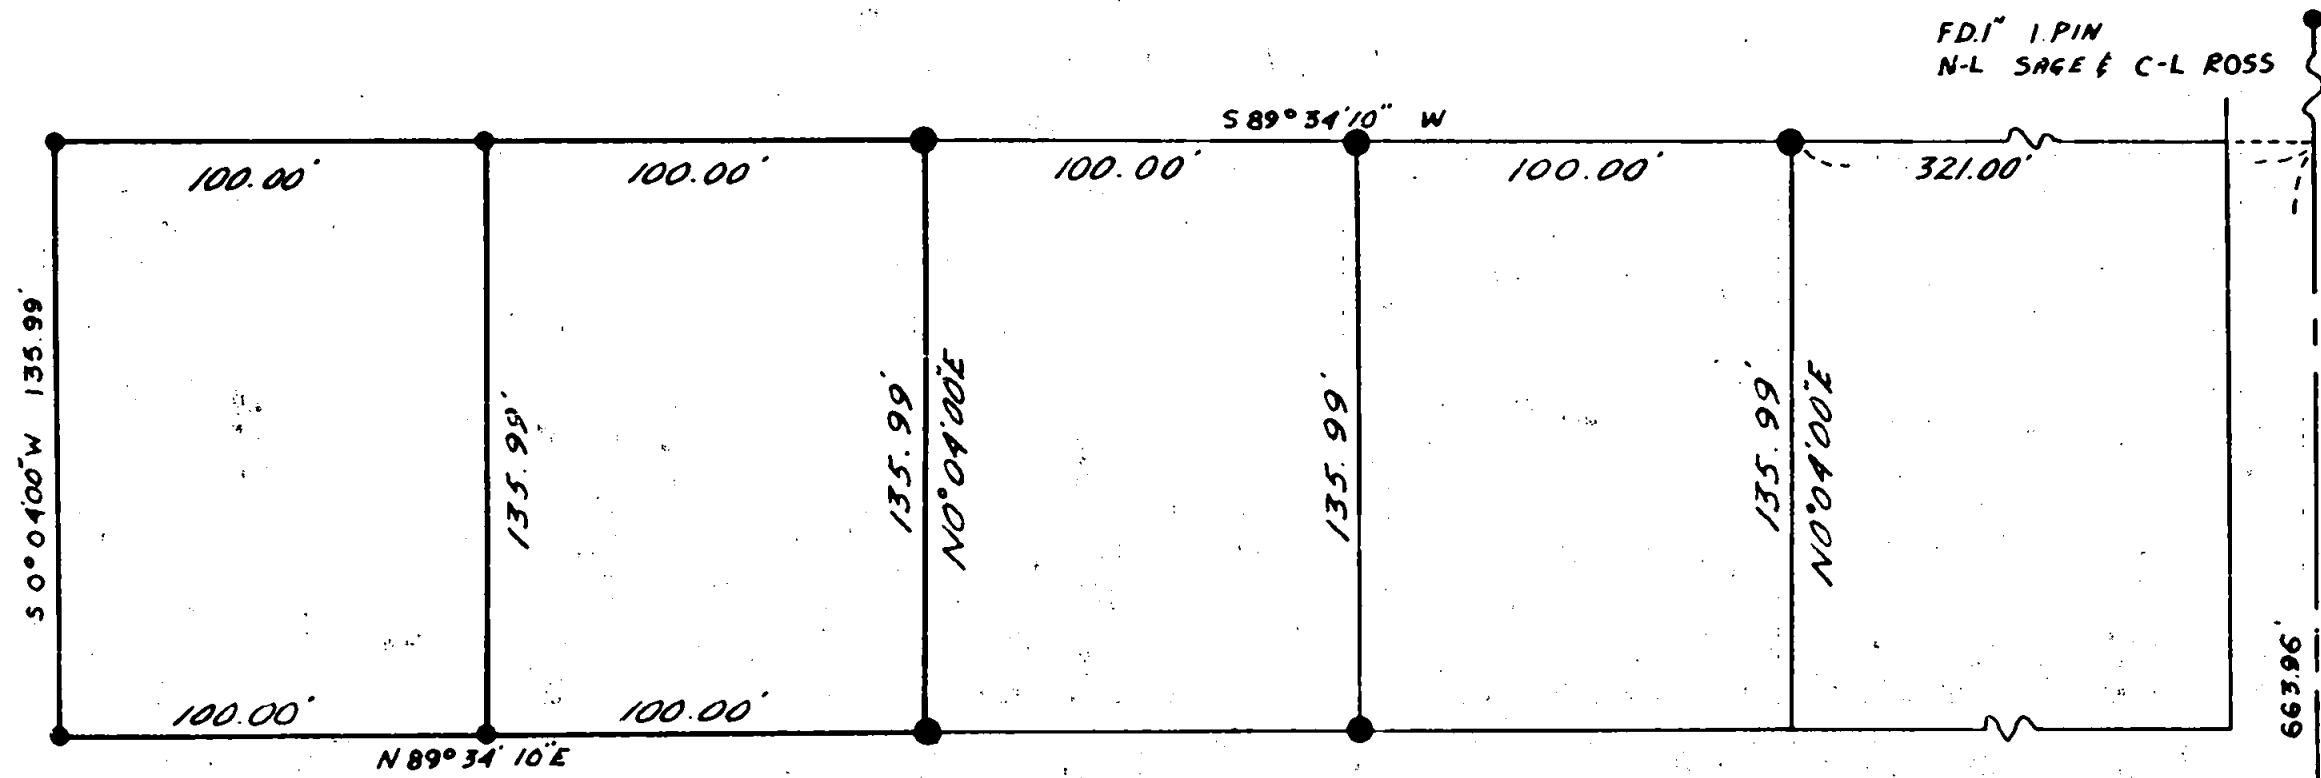 FD.1" I.PIN
N-L SAGE & C-L ROSS
S 89° 34' 10" W
100.00'
100.00'
100.00'
100.00'
321.00'
S 0° 04'00" W 135.99'
135.99'
135.99'
N0°04'00"E
135.99'
135.99'
N0°04'00"E
663.96'
100.00'
100.00'
N 89° 34' 10"E